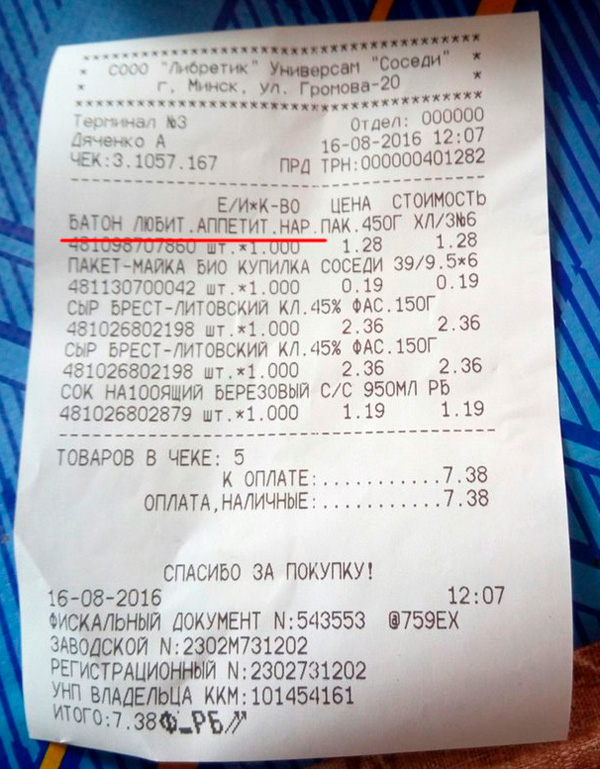 ************************************
* СООО "Либретик" Универсам "Соседи" *
* г. Минск, ул. Громова-20 *
************************************
Терминал №3 Отдел: 000000
Дяченко А 16-08-2016 12:07
ЧЕК:3.1057.167 ПРД ТРН:000000401282
Е/И*К-ВО ЦЕНА СТОИМОСТЬ
БАТОН ЛЮБИТ.АППЕТИТ.НАР.ПАК.450Г ХЛ/З№6
481098707860 шт.*1.000 1.28 1.28
ПАКЕТ-МАЙКА БИО КУПИЛКА СОСЕДИ 39/9.5*6
481130700042 шт.*1.000 0.19 0.19
СЫР БРЕСТ-ЛИТОВСКИЙ КЛ.45% ФАС.150Г
481026802198 шт.*1.000 2.36 2.36
СЫР БРЕСТ-ЛИТОВСКИЙ КЛ.45% ФАС.150Г
481026802198 шт.*1.000 2.36 2.36
СОК НА100ЯЩИЙ БЕРЕЗОВЫЙ С/С 950МЛ РБ
481026802879 шт.*1.000 1.19 1.19
ТОВАРОВ В ЧЕКЕ: 5
К ОПЛАТЕ:...........7.38
ОПЛАТА,НАЛИЧНЫЕ:...........7.38
СПАСИБО ЗА ПОКУПКУ!
16-08-2016 12:07
ФИСКАЛЬНЫЙ ДОКУМЕНТ N:543553 @759EX
ЗАВОДСКОЙ N:2302М731202
РЕГИСТРАЦИОННЫЙ N:2302731202
УНП ВЛАДЕЛЬЦА ККМ:101454161
ИТОГО:7.38Ф_РБ